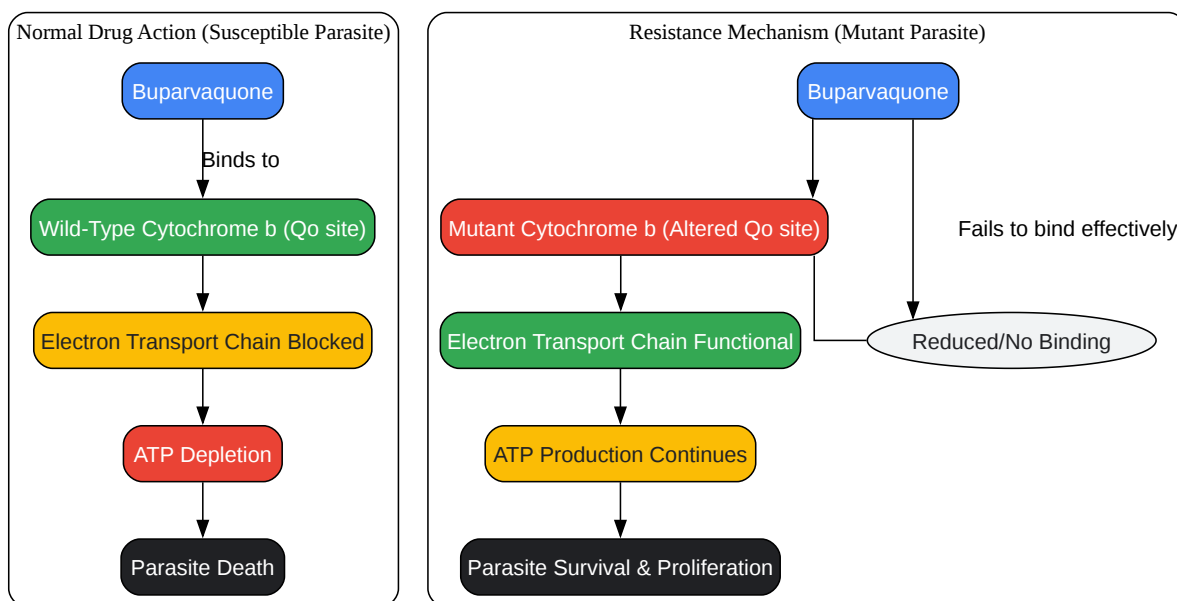 Normal Drug Action (Susceptible Parasite)
Buparvaquone
Binds to
Wild-Type Cytochrome b (Qo site)
Electron Transport Chain Blocked
ATP Depletion
Parasite Death
Resistance Mechanism (Mutant Parasite)
Buparvaquone
Mutant Cytochrome b (Altered Qo site)
Fails to bind effectively
Electron Transport Chain Functional
Reduced/No Binding
ATP Production Continues
Parasite Survival & Proliferation